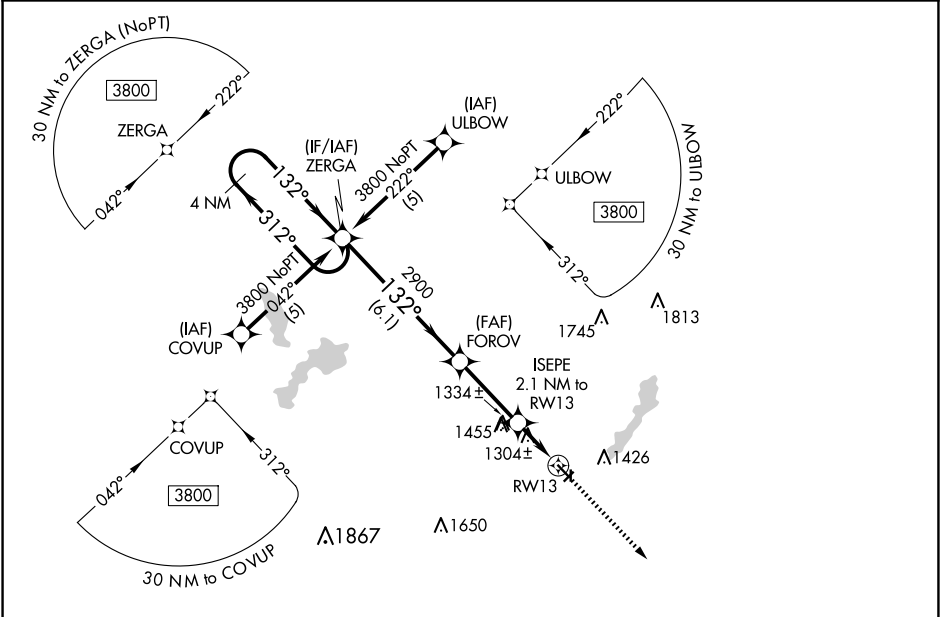 30 NM to ZERGA (NoPT)
3800
222°
ZERGA
042°
(IAF)
ULBOW
(IF/IAF)
ZERGA
3800 NoPT
222°
(5)
132°
4 NM
312°
3800 NoPT
042°
(5)
(IAF)
COVUP
2900
132°
(6.1)
(FAF)
FOROV
ISEPE
2.1 NM to
RW13
1334±
1455
1304±
RW13
1426
222°
ULBOW
3800
30 NM to ULBOW
312°
1745
1813
COVUP
042°
312°
3800
30 NM to COVUP
1867
1650